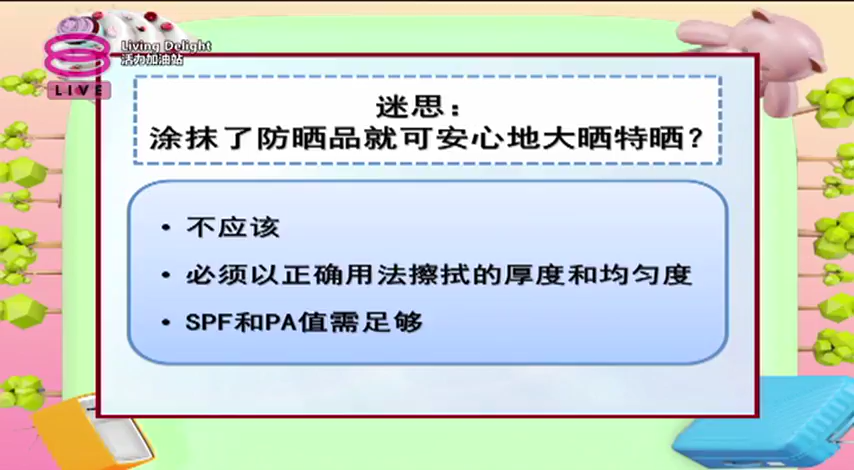 Living Delight
活力加油站
LIVE
迷思：
涂抹了防晒品就可安心地大晒特晒？
• 不应该
• 必须以正确用法擦拭的厚度和均匀度
• SPF和PA值需足够